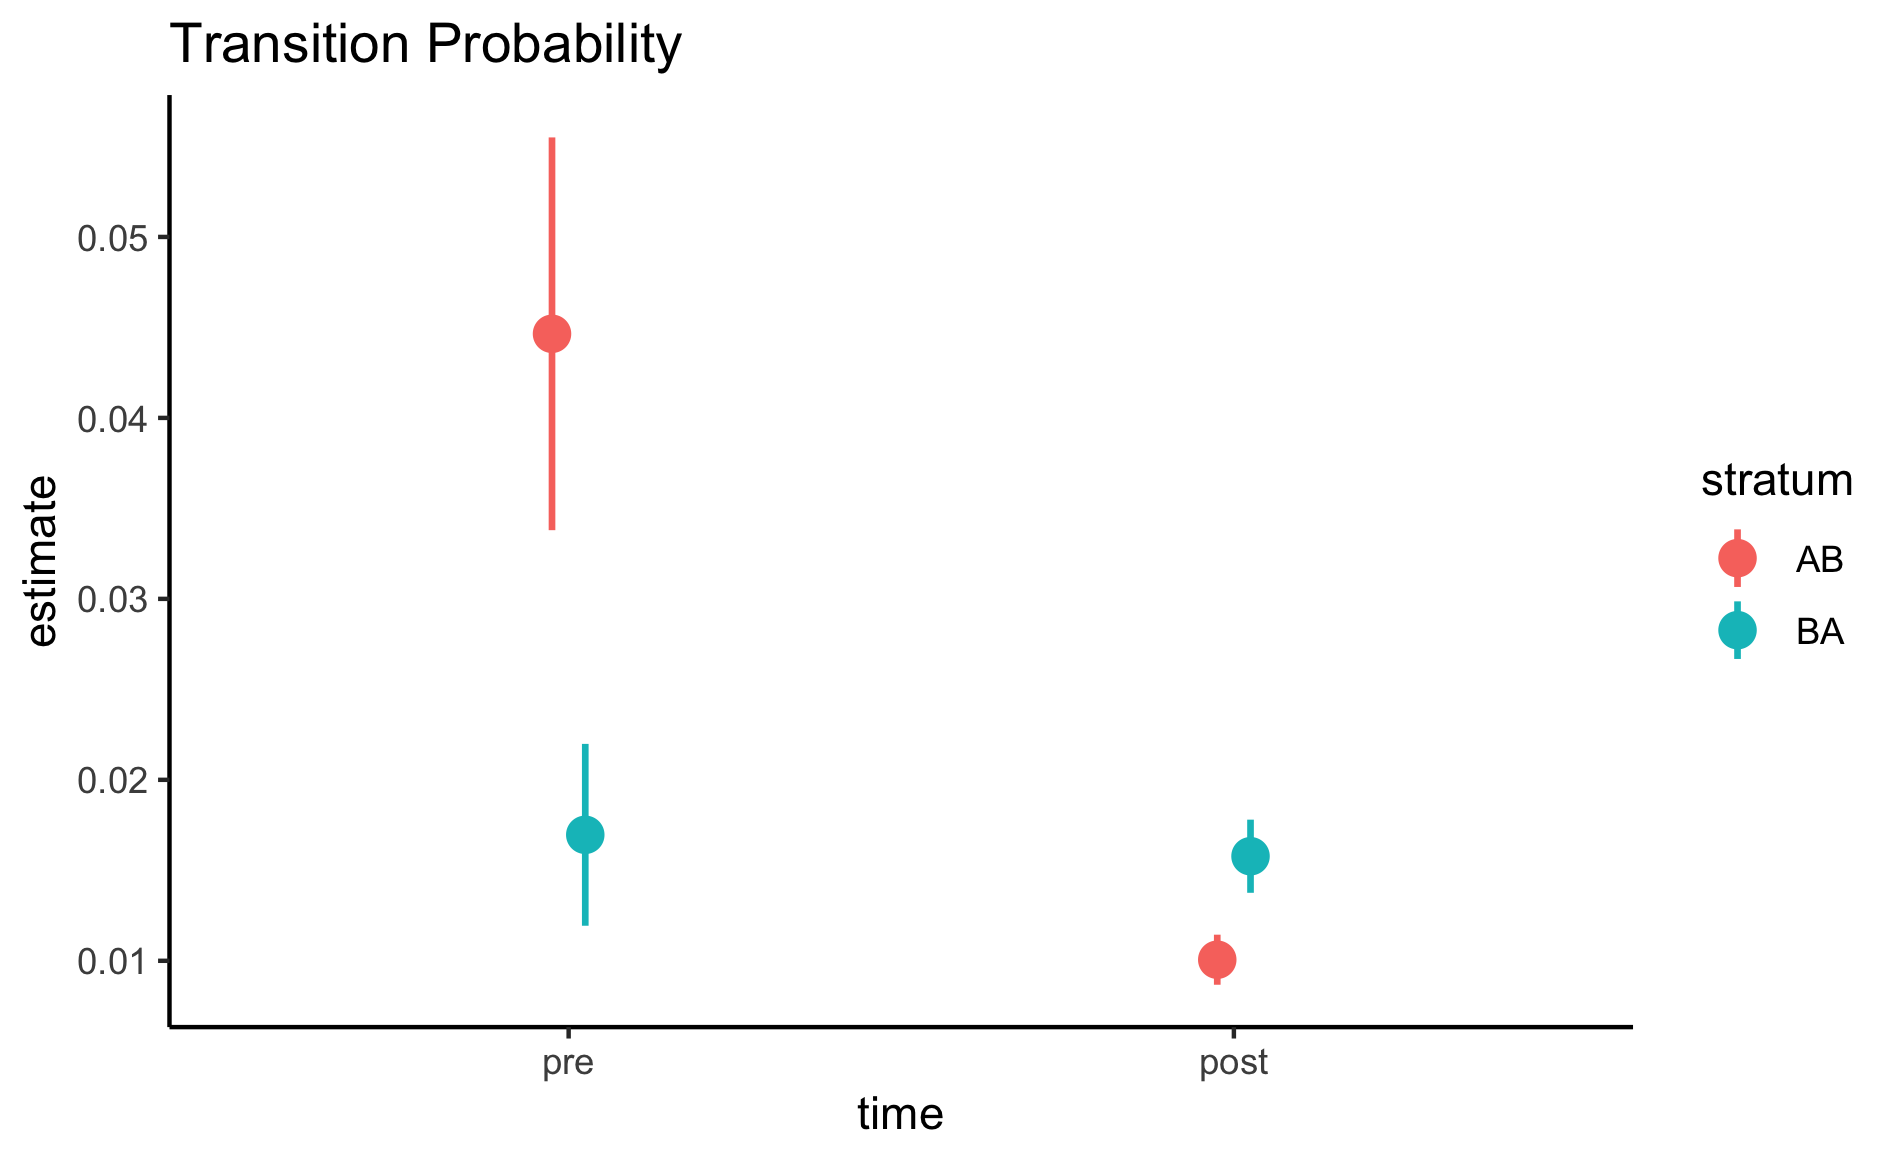 Transition Probability
estimate
0.05
0.04
0.03
0.02
0.01
pre
post
time
stratum
AB
BA